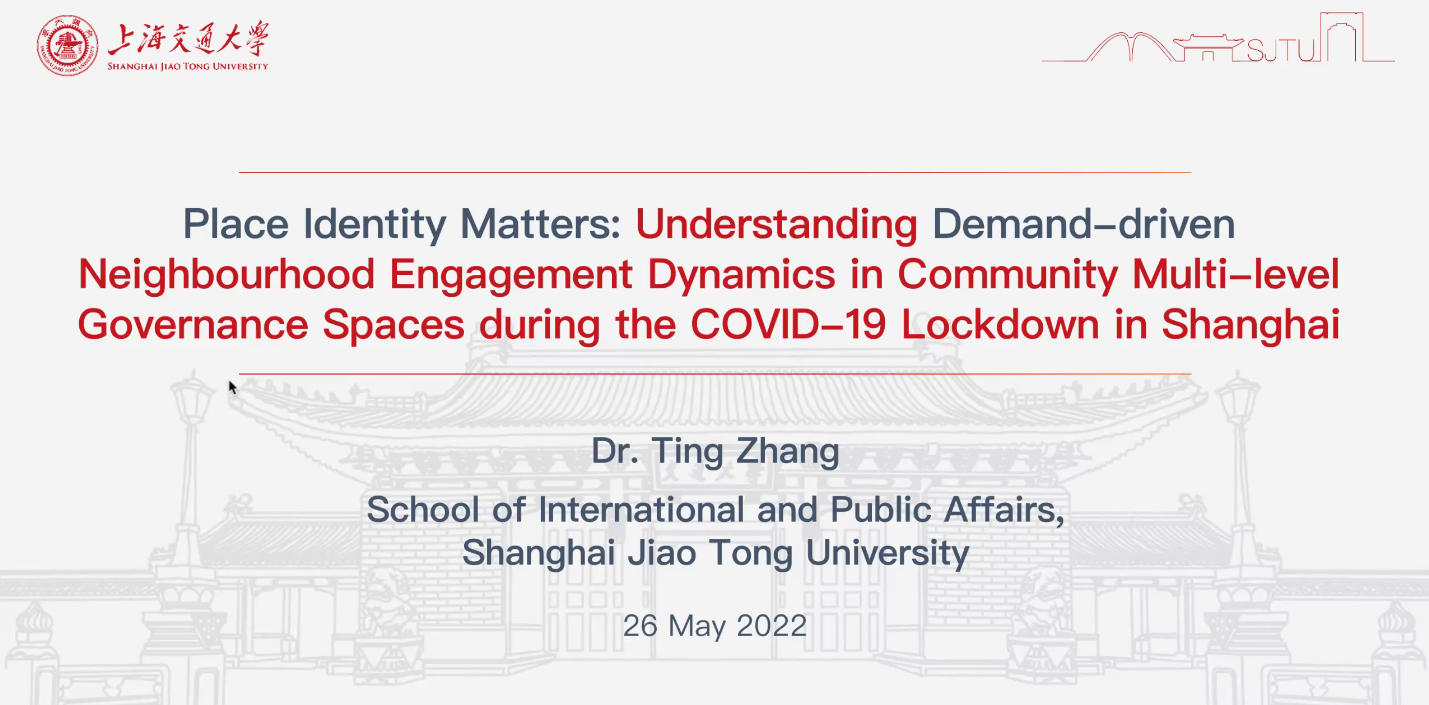 上海交通大学
SHANGHAI JIAO TONG UNIVERSITY
SJTU
Place Identity Matters: Understanding Demand–driven
Neighbourhood Engagement Dynamics in Community Multi–level
Governance Spaces during the COVID–19 Lockdown in Shanghai
Dr. Ting Zhang
School of International and Public Affairs,
Shanghai Jiao Tong University
26 May 2022